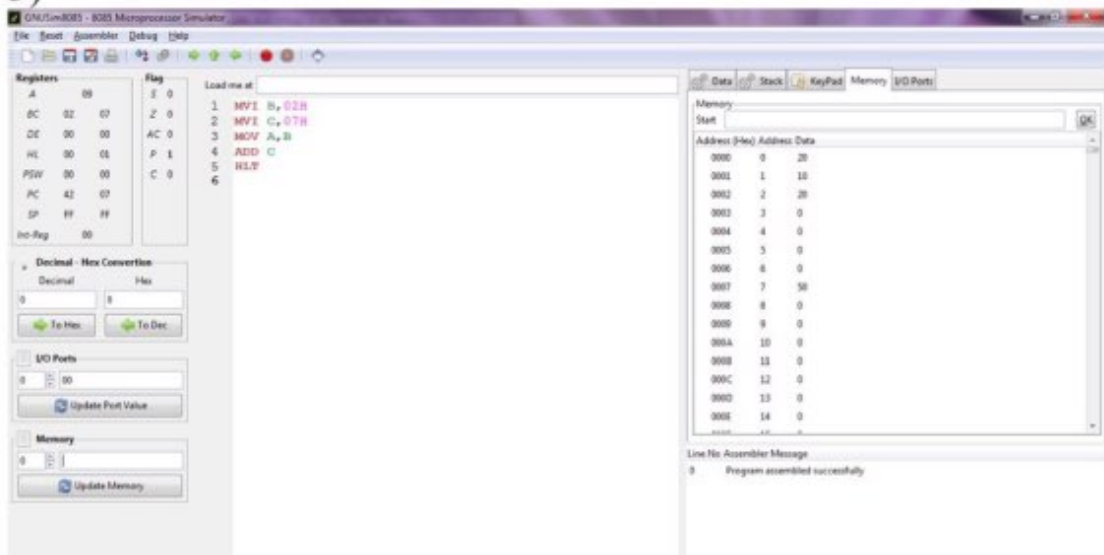 GNUSim8085 - 8085 Microprocessor Simulator
File Reset Assembler Debug Help
Registers
A 09
BC 02 07
DE 00 00
HL 00 01
PSW 00 00
PC 42 07
SP FF FF
Int-Reg 00
Flag
S 0
Z 0
AC 0
P 1
C 0
Decimal - Hex Convertion
Decimal Hex
0 0
To Hex To Dec
I/O Ports
0 00
Update Port Value
Memory
0
Update Memory
Load me at
1 MVI B,02H
2 MVI C,07H
3 MOV A,B
4 ADD C
5 HLT
6
Data Stack KeyPad Memory I/O Ports
Memory
Start OK
Address (Hex) Address Data
0000 0 20
0001 1 10
0002 2 20
0003 3 0
0004 4 0
0005 5 0
0006 6 0
0007 7 50
0008 8 0
0009 9 0
000A 10 0
000B 11 0
000C 12 0
000D 13 0
000E 14 0
Line No Assembler Message
0 Program assembled successfully